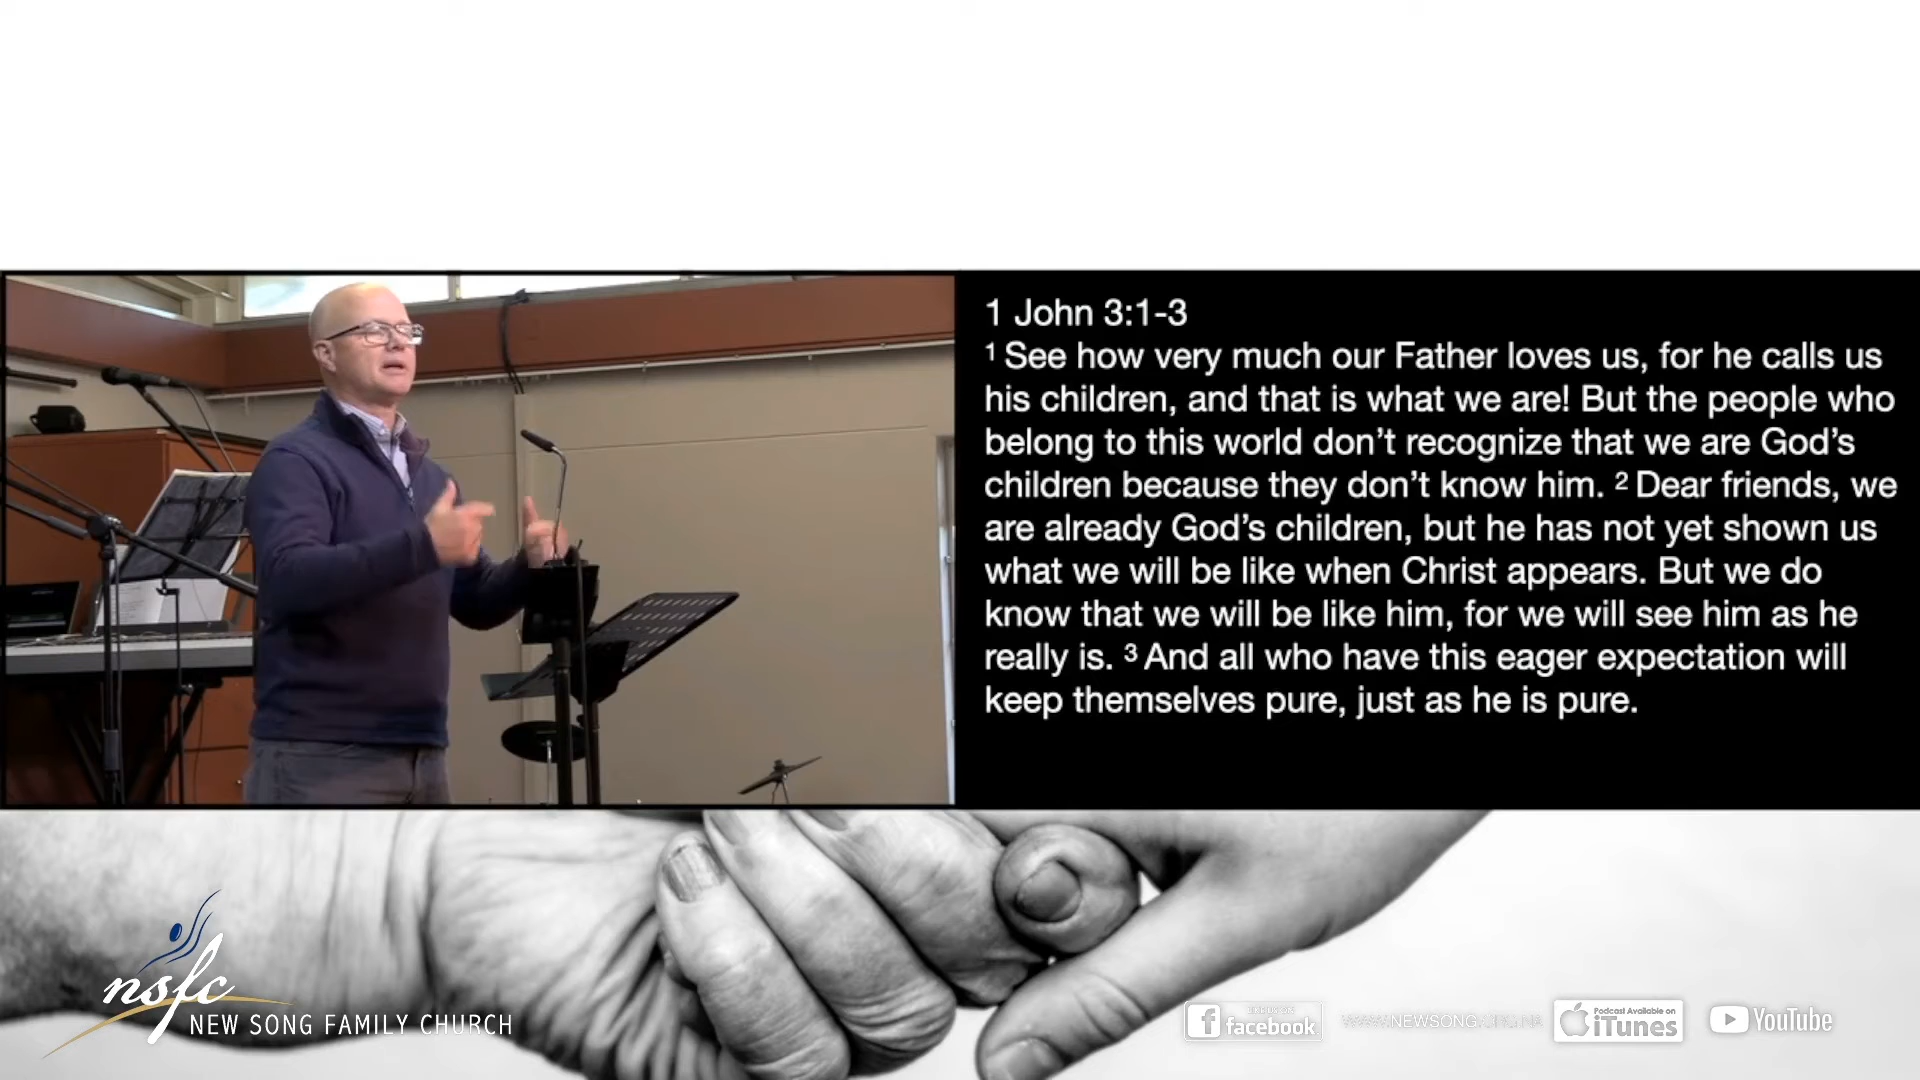 1 John 3:1-3
1 See how very much our Father loves us, for he calls us
his children, and that is what we are! But the people who
belong to this world don’t recognize that we are God’s
children because they don’t know him. 2 Dear friends, we
are already God’s children, but he has not yet shown us
what we will be like when Christ appears. But we do
know that we will be like him, for we will see him as he
really is. 3 And all who have this eager expectation will
keep themselves pure, just as he is pure.
nsfc
NEW SONG FAMILY CHURCH
facebook
WWW.NEWSONG
Podcast Available on
iTunes
YouTube